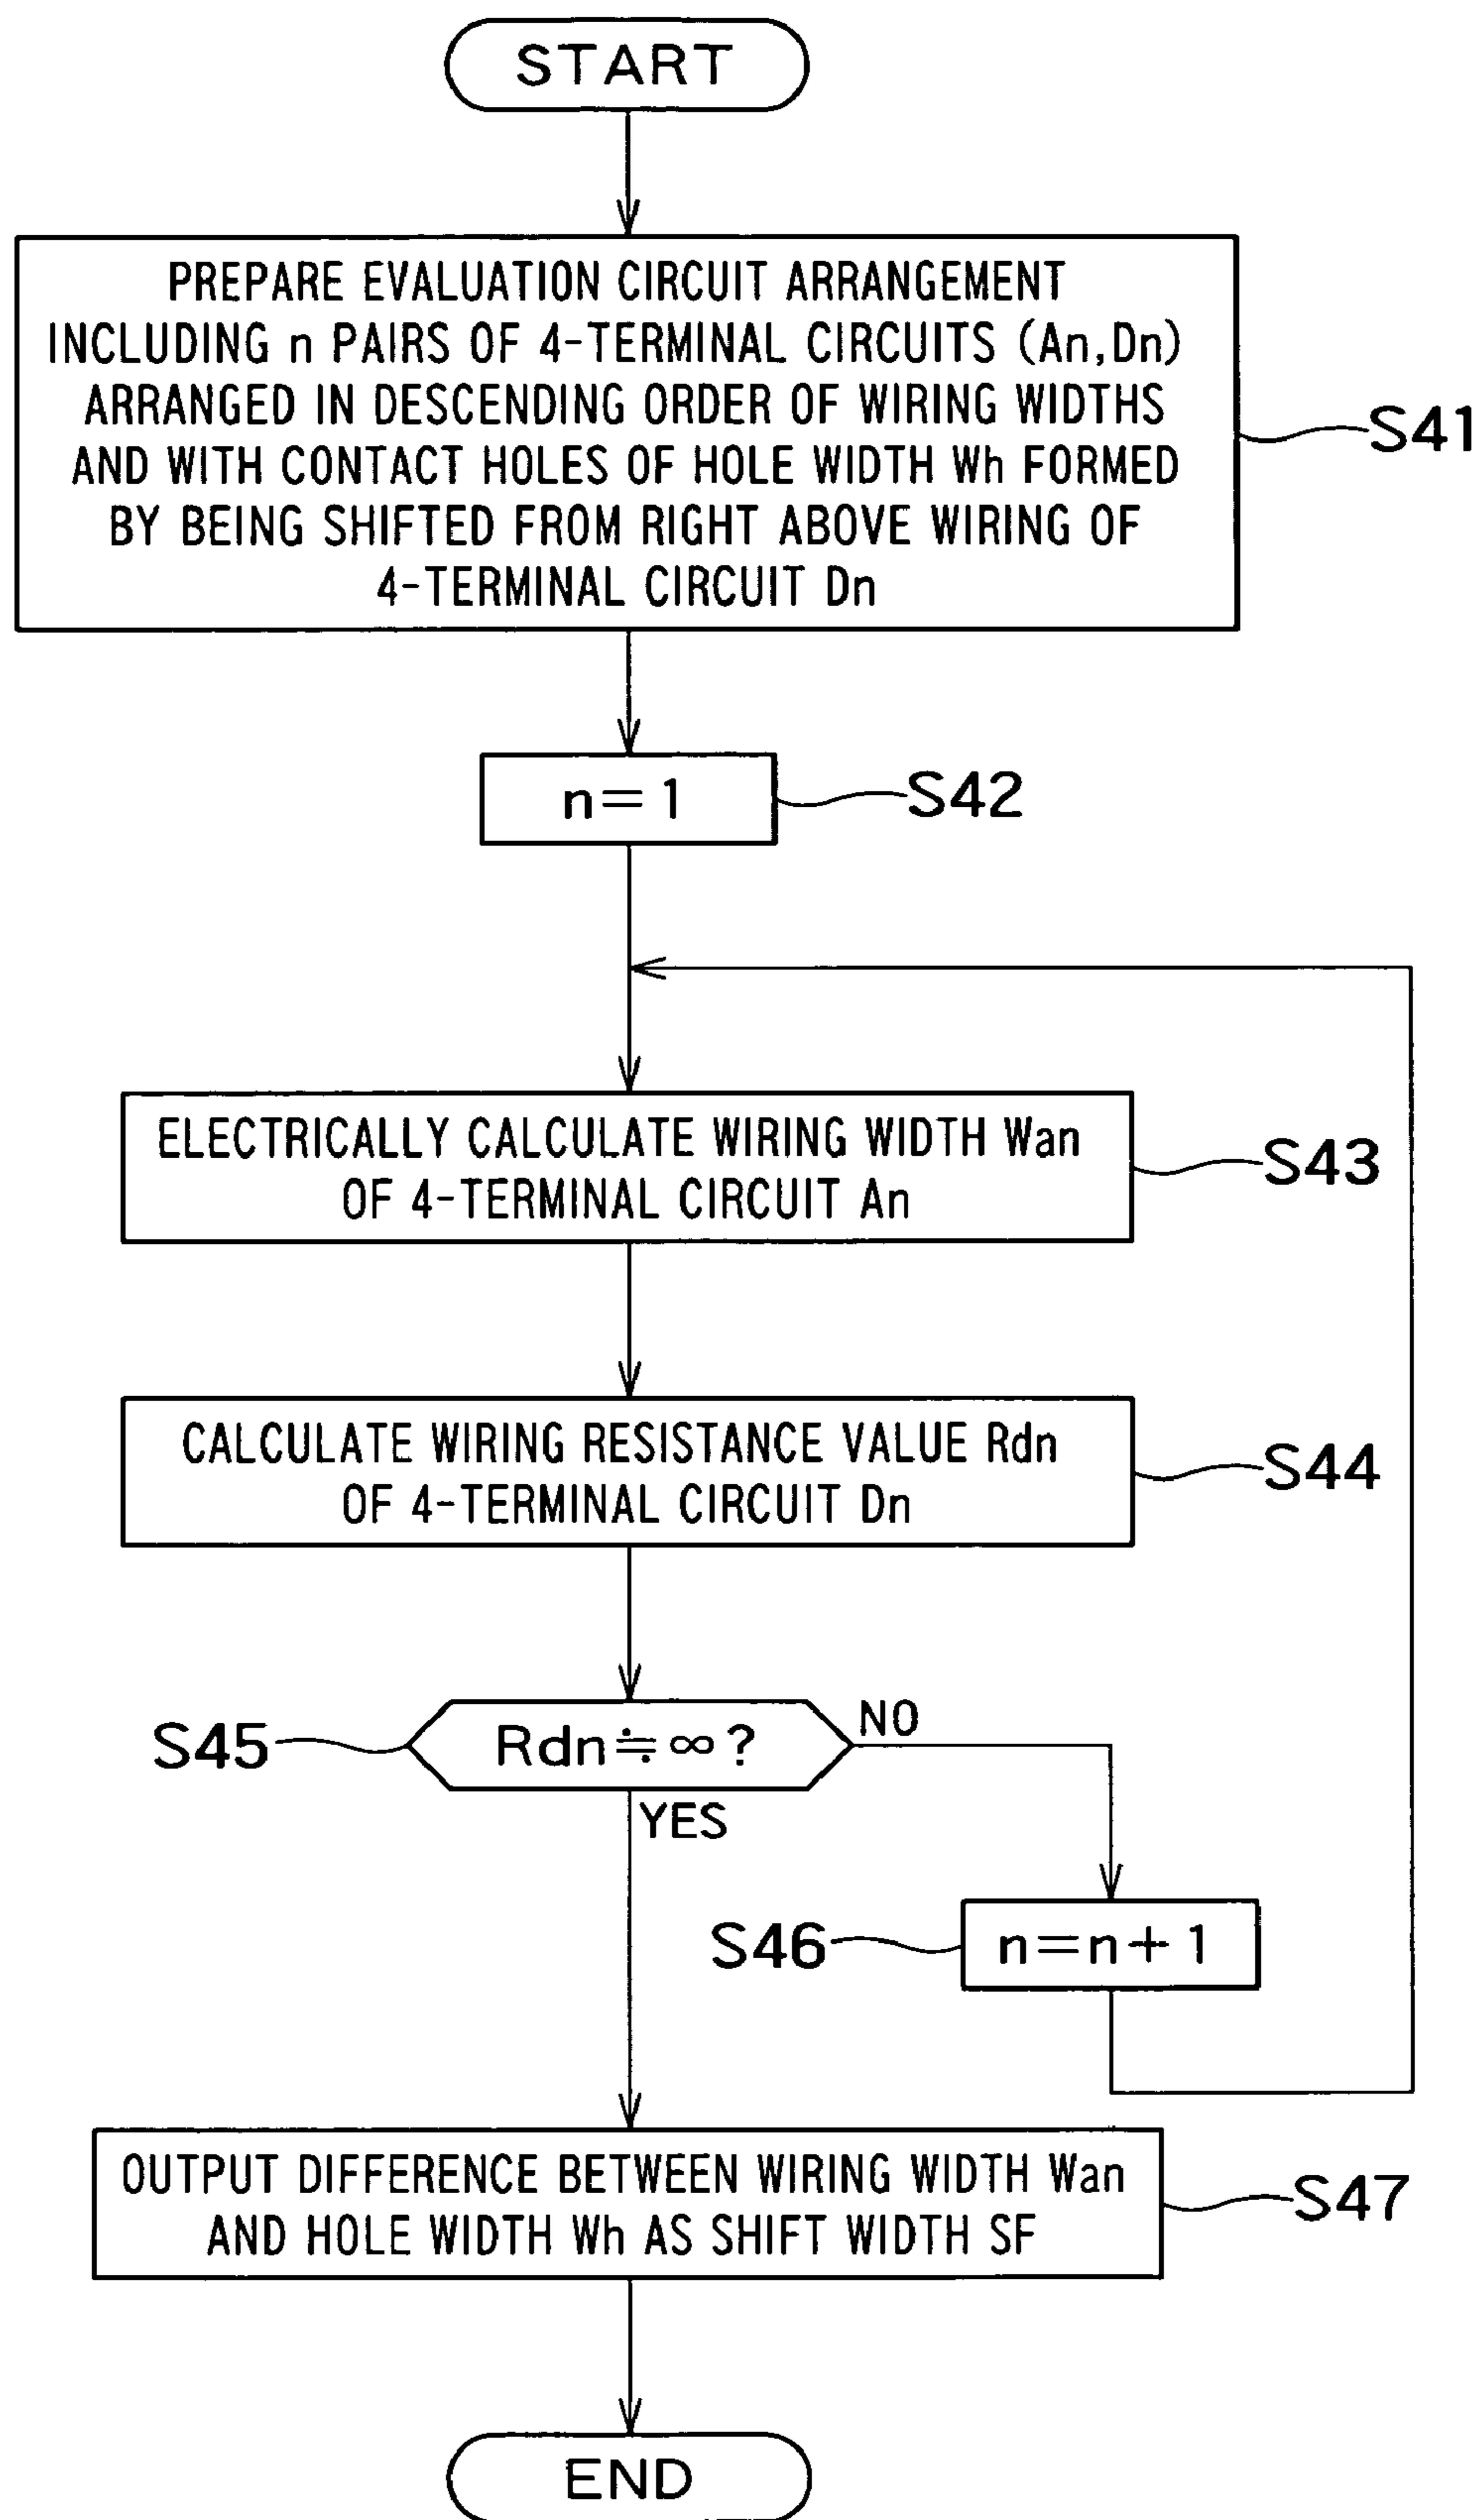 START
PREPARE EVALUATION CIRCUIT ARRANGEMENT
INCLUDING n PAIRS OF 4-TERMINAL CIRCUITS (An,Dn)
ARRANGED IN DESCENDING ORDER OF WIRING WIDTHS
AND WITH CONTACT HOLES OF HOLE WIDTH Wh FORMED
BY BEING SHIFTED FROM RIGHT ABOVE WIRING OF
4-TERMINAL CIRCUIT Dn
S41
n=1
S42
ELECTRICALLY CALCULATE WIRING WIDTH Wan
OF 4-TERMINAL CIRCUIT An
S43
CALCULATE WIRING RESISTANCE VALUE Rdn
OF 4-TERMINAL CIRCUIT Dn
S44
S45
Rdn≒∞?
NO
YES
S46
n=n+1
OUTPUT DIFFERENCE BETWEEN WIRING WIDTH Wan
AND HOLE WIDTH Wh AS SHIFT WIDTH SF
S47
END